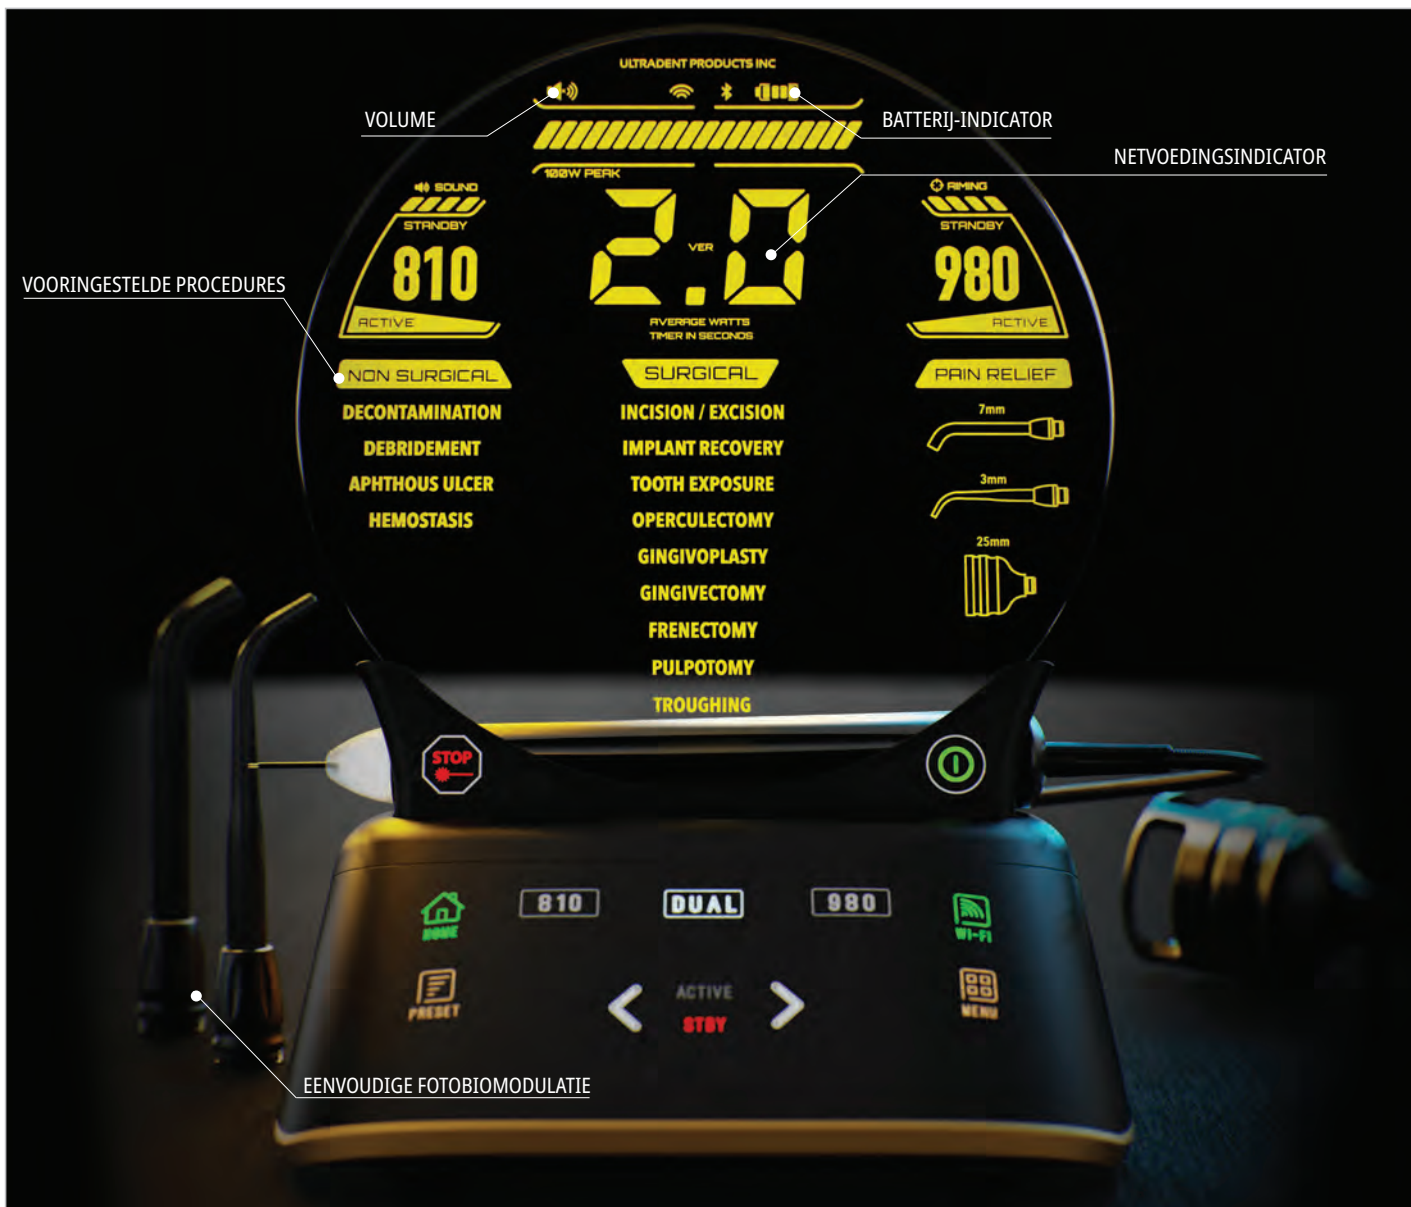 ULTRADENT PRODUCTS INC
VOLUME
BATTERIJ-INDICATOR
NETVOEDINGSINDICATOR
100W PEAK
SOUND
STANDBY
810
ACTIVE
2.0
VER
AVERAGE WATTS
TIMER IN SECONDS
AIMING
STANDBY
980
ACTIVE
VOORINGESTELDE PROCEDURES
NON SURGICAL
DECONTAMINATION
DEBRIDEMENT
APHTHOUS ULCER
HEMOSTASIS
SURGICAL
INCISION / EXCISION
IMPLANT RECOVERY
TOOTH EXPOSURE
OPERCULECTOMY
GINGIVOPLASTY
GINGIVECTOMY
FRENECTOMY
PULPOTOMY
TROUGHING
PAIN RELIEF
7mm
3mm
25mm
STOP
HOME
810
DUAL
980
WI-FI
PRESET
ACTIVE
STBY
MENU
EENVOUDIGE FOTOBIOMODULATIE